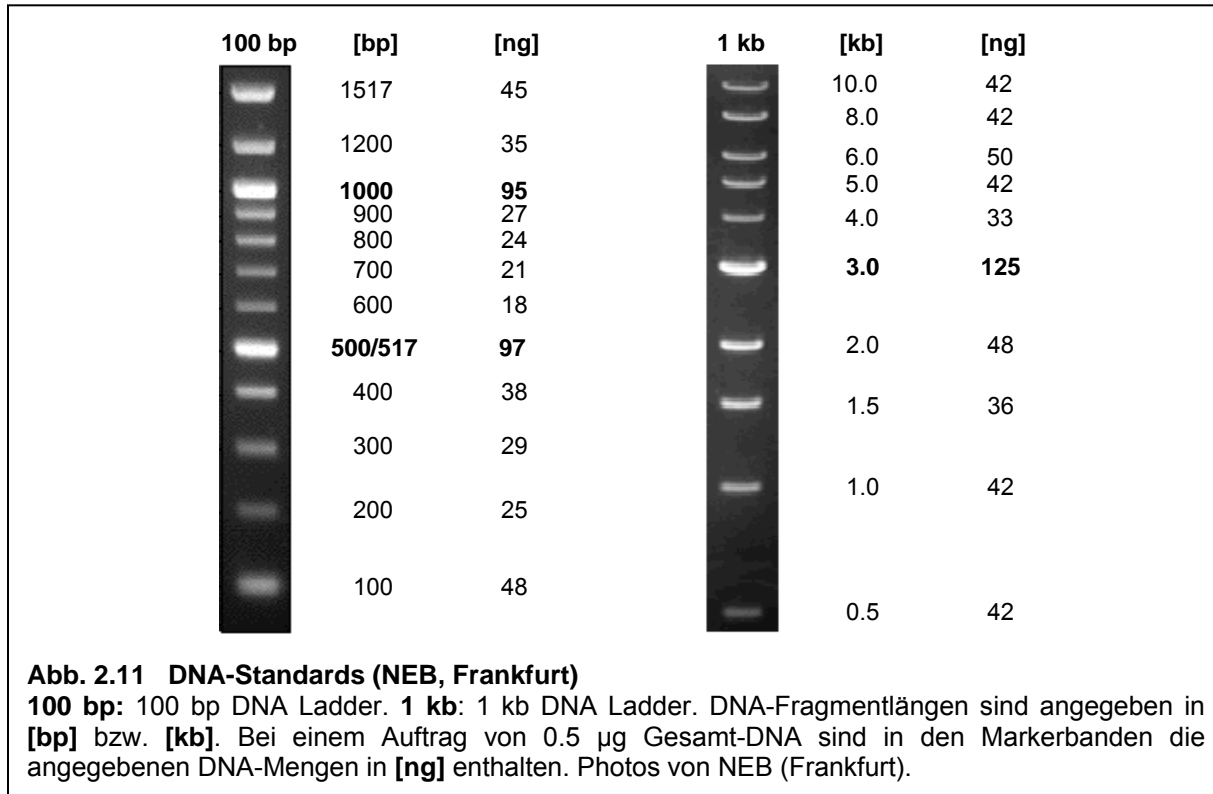 100 bp [bp] [ng] 1 kb [kb] [ng]
1517 45 10.0 42
8.0 42
1200 35 6.0 50
1000 95 5.0 42
900 27 4.0 33
800 24
700 21 3.0 125
600 18
500/517 97 2.0 48
400 38 1.5 36
300 29
200 25 1.0 42
100 48 0.5 42
Abb. 2.11 DNA-Standards (NEB, Frankfurt)
100 bp: 100 bp DNA Ladder. 1 kb: 1 kb DNA Ladder. DNA-Fragmentlängen sind angegeben in
[bp] bzw. [kb]. Bei einem Auftrag von 0.5 µg Gesamt-DNA sind in den Markerbanden die
angegebenen DNA-Mengen in [ng] enthalten. Photos von NEB (Frankfurt).